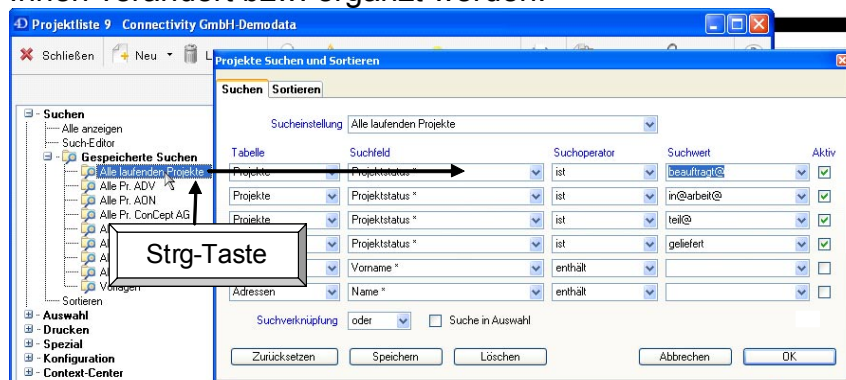 Ihnen verändert bzw. ergänzt werden.
Projektliste 9 Connectivity GmbH-Demodata
Schließen Neu
Projekte Suchen und Sortieren
Suchen Sortieren
Sucheinstellung Alle laufenden Projekte
Tabelle Suchfeld Suchoperator Suchwert Aktiv
Projekte Projektstatus * ist beauftragt@
Projekte Projektstatus * ist in@arbeit@
Projekte Projektstatus * ist teil@
Projekte Projektstatus * ist geliefert
Vorname * enthält
Adressen Name * enthält
Suchverknüpfung oder Suche in Auswahl
Zurücksetzen Speichern Löschen Abbrechen OK
Suchen
Alle anzeigen
Such-Editor
Gespeicherte Suchen
Alle laufenden Projekte
Alle Pr. ADV
Alle Pr. AON
Alle Pr. ConCept AG
Vorlagen
Sortieren
Auswahl
Drucken
Spezial
Konfiguration
Context-Center
Strg-Taste